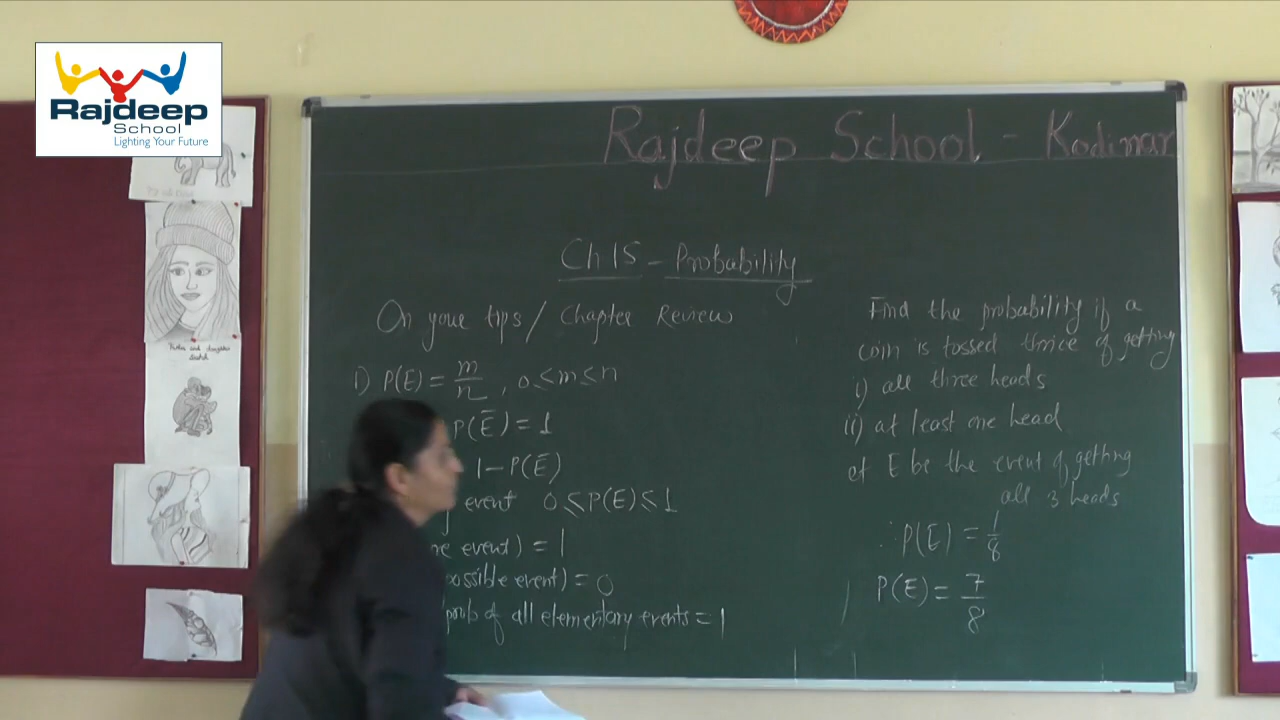 Rajdeep
School
Lighting Your Future
Rajdeep School - Kodinar
Ch 15 - Probability
On your tips / Chapter Review
i) P(E) = m/n , 0 ≤ m ≤ n
P(Ē) = 1
1 - P(Ē)
event 0 ≤ P(E) ≤ 1
event) = 1
possible event) = 0
of all elementary events = 1
Find the probability if a
coin is tossed thrice of getting
i) all three heads
ii) at least one head
et E be the event of getting
all 3 heads
∴ P(E) = 1/8
P(E) = 7/8